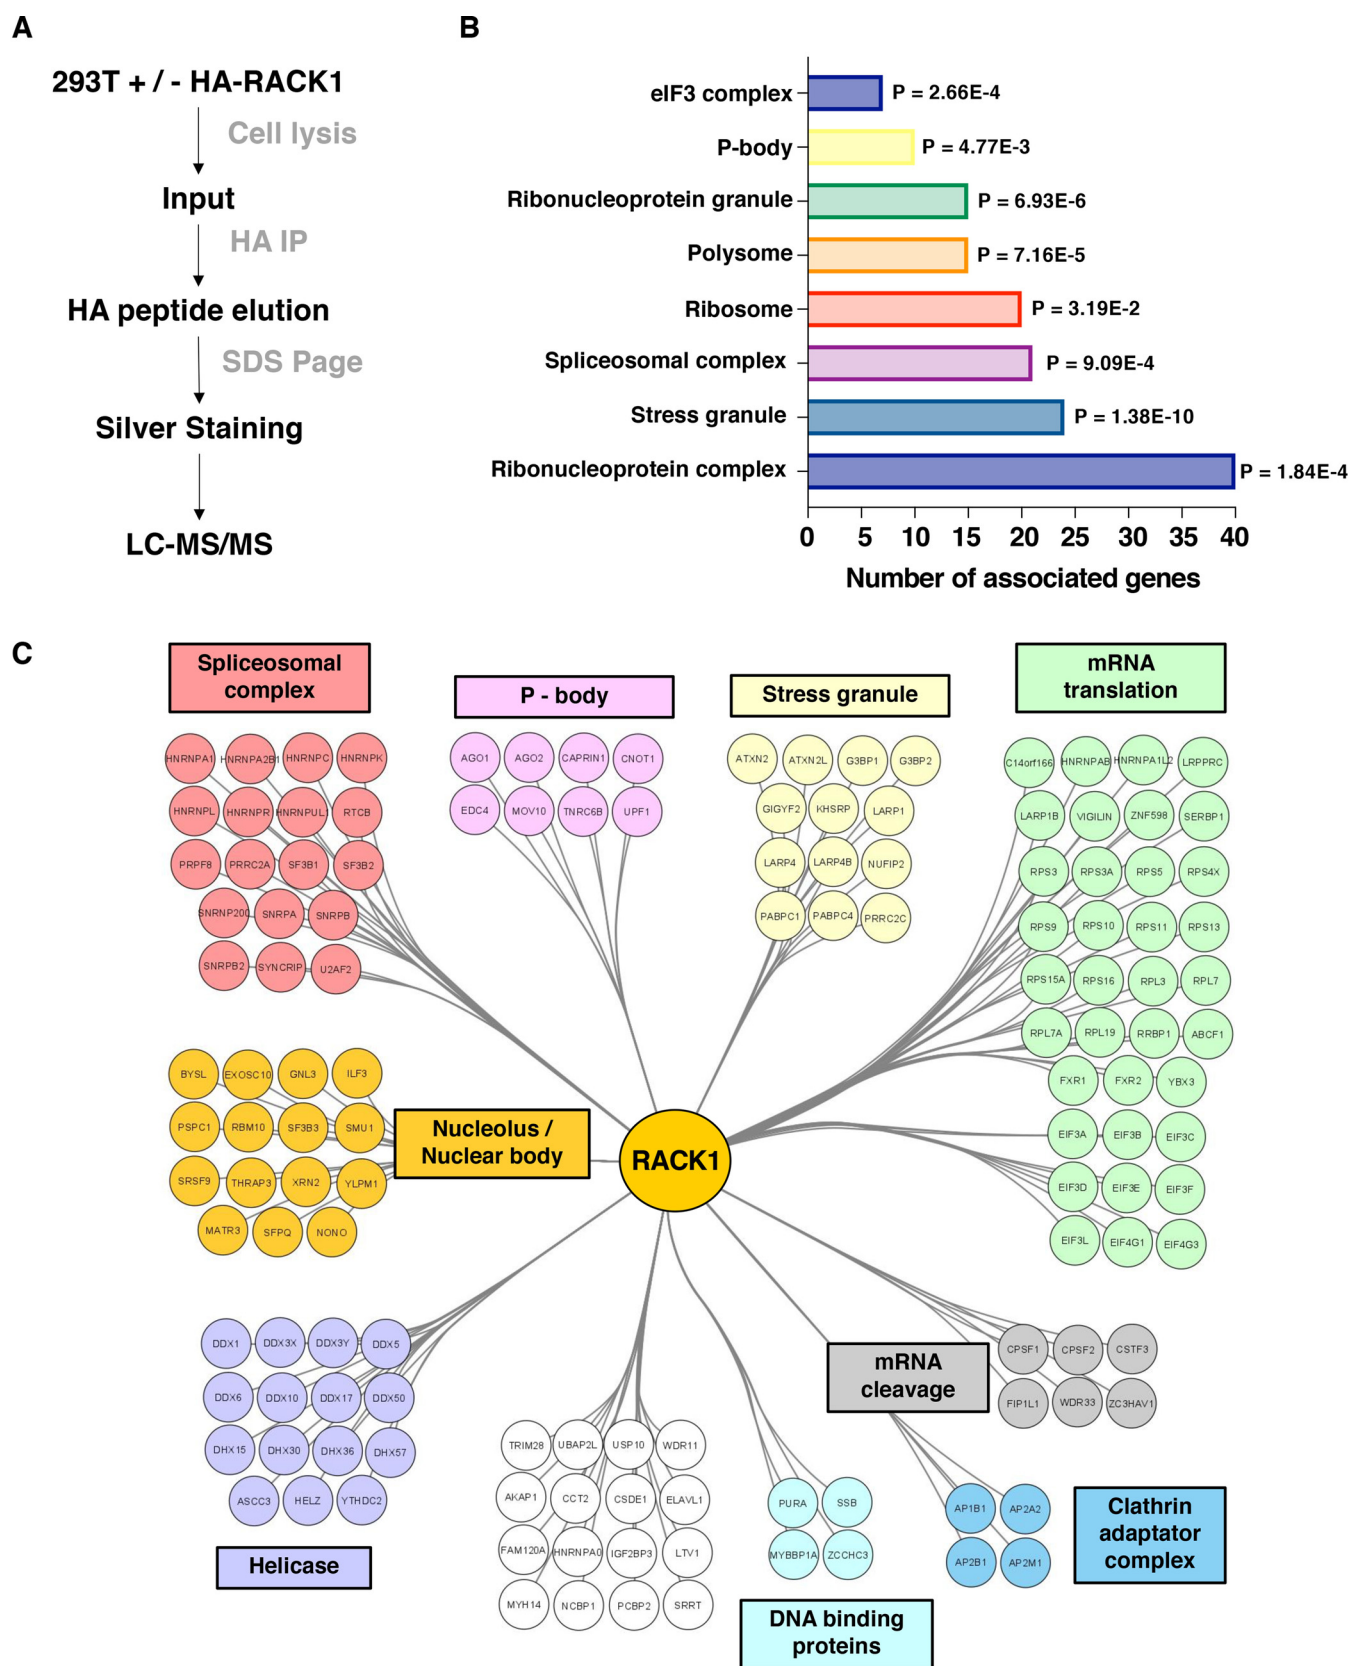 A
293T + / - HA-RACK1
Cell lysis
Input
HA IP
HA peptide elution
SDS Page
Silver Staining
LC-MS/MS
B
eIF3 complex
P = 2.66E-4
P-body
P = 4.77E-3
Ribonucleoprotein granule
P = 6.93E-6
Polysome
P = 7.16E-5
Ribosome
P = 3.19E-2
Spliceosomal complex
P = 9.09E-4
Stress granule
P = 1.38E-10
Ribonucleoprotein complex
P = 1.84E-4
0 5 10 15 20 25 30 35 40
Number of associated genes
C
Spliceosomal
complex
HNRNPA1 HNRNPA2B1 HNRNPC HNRNPK
HNRNPL HNRNPR HNRNPUL1 RTCB
PRPF8 PRRC2A SF3B1 SF3B2
SNRNP200 SNRPA SNRPB
SNRPB2 SYNCRIP U2AF2
P - body
AGO1 AGO2 CAPRIN1 CNOT1
EDC4 MOV10 TNRC6B UPF1
Stress granule
ATXN2 ATXN2L G3BP1 G3BP2
GIGYF2 KHSRP LARP1
LARP4 LARP4B NUFIP2
PABPC1 PABPC4 PRRC2C
mRNA
translation
C14orf166 HNRNPAB HNRNPA1L2 LRPPRC
LARP1B VIGILIN ZNF598 SERBP1
RPS3 RPS3A RPS5 RPS4X
RPS9 RPS10 RPS11 RPS13
RPS15A RPS16 RPL3 RPL7
RPL7A RPL19 RRBP1 ABCF1
FXR1 FXR2 YBX3
EIF3A EIF3B EIF3C
EIF3D EIF3E EIF3F
EIF3L EIF4G1 EIF4G3
BYSL EXOSC10 GNL3 ILF3
PSPC1 RBM10 SF3B3 SMU1
SRSF9 THRAP3 XRN2 YLPM1
MATR3 SFPQ NONO
Nucleolus /
Nuclear body
RACK1
DDX1 DDX3X DDX3Y DDX5
DDX6 DDX10 DDX17 DDX50
DHX15 DHX30 DHX36 DHX57
ASCC3 HELZ YTHDC2
Helicase
TRIM28 UBAP2L USP10 WDR11
AKAP1 CCT2 CSDE1 ELAVL1
FAM120A HNRNPA0 IGF2BP3 LTV1
MYH14 NCBP1 PCBP2 SRRT
PURA SSB
MYBBP1A ZCCHC3
DNA binding
proteins
mRNA
cleavage
CPSF1 CPSF2 CSTF3
FIP1L1 WDR33 ZC3HAV1
AP1B1 AP2A2
AP2B1 AP2M1
Clathrin
adaptator
complex